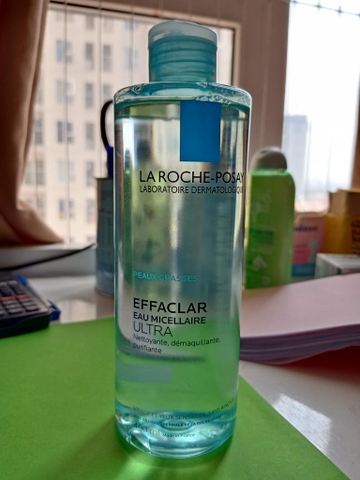 LA ROCHE-POSAY
LABORATOIRE DERMATOLOGIQUE
PEAUX GRASSES
EFFACLAR
EAU MICELLAIRE
ULTRA
Nettoyante, démaquillante,
purifiante